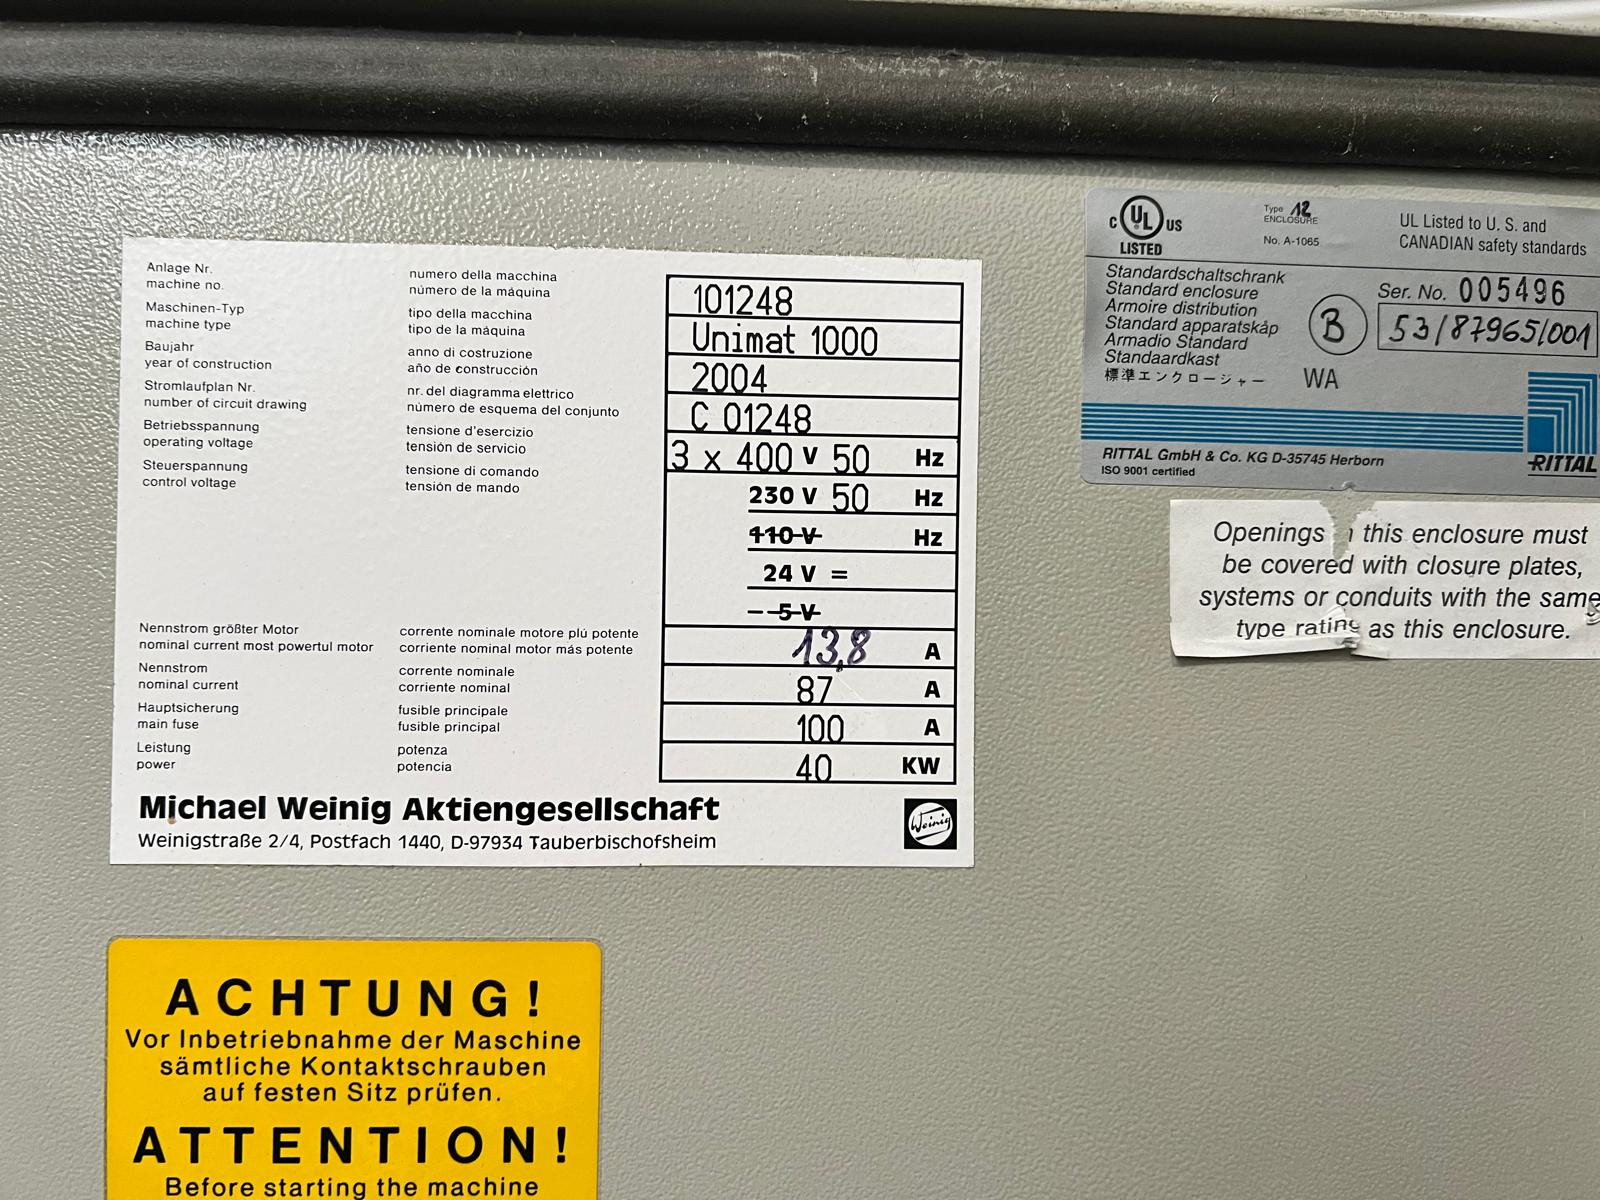 Anlage Nr.
machine no.
numero della macchina
número de la máquina
101248
Maschinen-Typ
machine type
tipo della macchina
tipo de la máquina
Unimat 1000
Baujahr
year of construction
anno di costruzione
año de construcción
2004
Stromlaufplan Nr.
number of circuit drawing
nr. del diagramma elettrico
número de esquema del conjunto
C 01248
Betriebsspannung
operating voltage
tensione d'esercizio
tensión de servicio
3 x 400 V 50 Hz
Steuerspannung
control voltage
tensione di comando
tensión de mando
230 V 50 Hz
110 V Hz
24 V =
- 5 V
Nennstrom größter Motor
nominal current most powertul motor
corrente nominale motore plú potente
corriente nominal motor más potente
13,8 A
Nennstrom
nominal current
corrente nominale
corriente nominal
87 A
Hauptsicherung
main fuse
fusibile principale
fusible principal
100 A
Leistung
power
potenza
potencia
40 KW
Michael Weinig Aktiengesellschaft
Weinigstraße 2/4, Postfach 1440, D-97934 Tauberbischofsheim
Weinig
C UL US
LISTED
Type 12
ENCLOSURE
No. A-1065
UL Listed to U. S. and
CANADIAN safety standards
Standardschaltschrank
Standard enclosure
Armoire distribution
Standard apparatskåp
Armadio Standard
Standaardkast
標準エンクロージャー
B
WA
Ser. No. 005496
53/87965/001
RITTAL GmbH & Co. KG D-35745 Herborn
ISO 9001 certified
RITTAL
Openings this enclosure must
be covered with closure plates,
systems or conduits with the same
type rating as this enclosure.
ACHTUNG!
Vor Inbetriebnahme der Maschine
sämtliche Kontaktschrauben
auf festen Sitz prüfen.
ATTENTION!
Before starting the machine